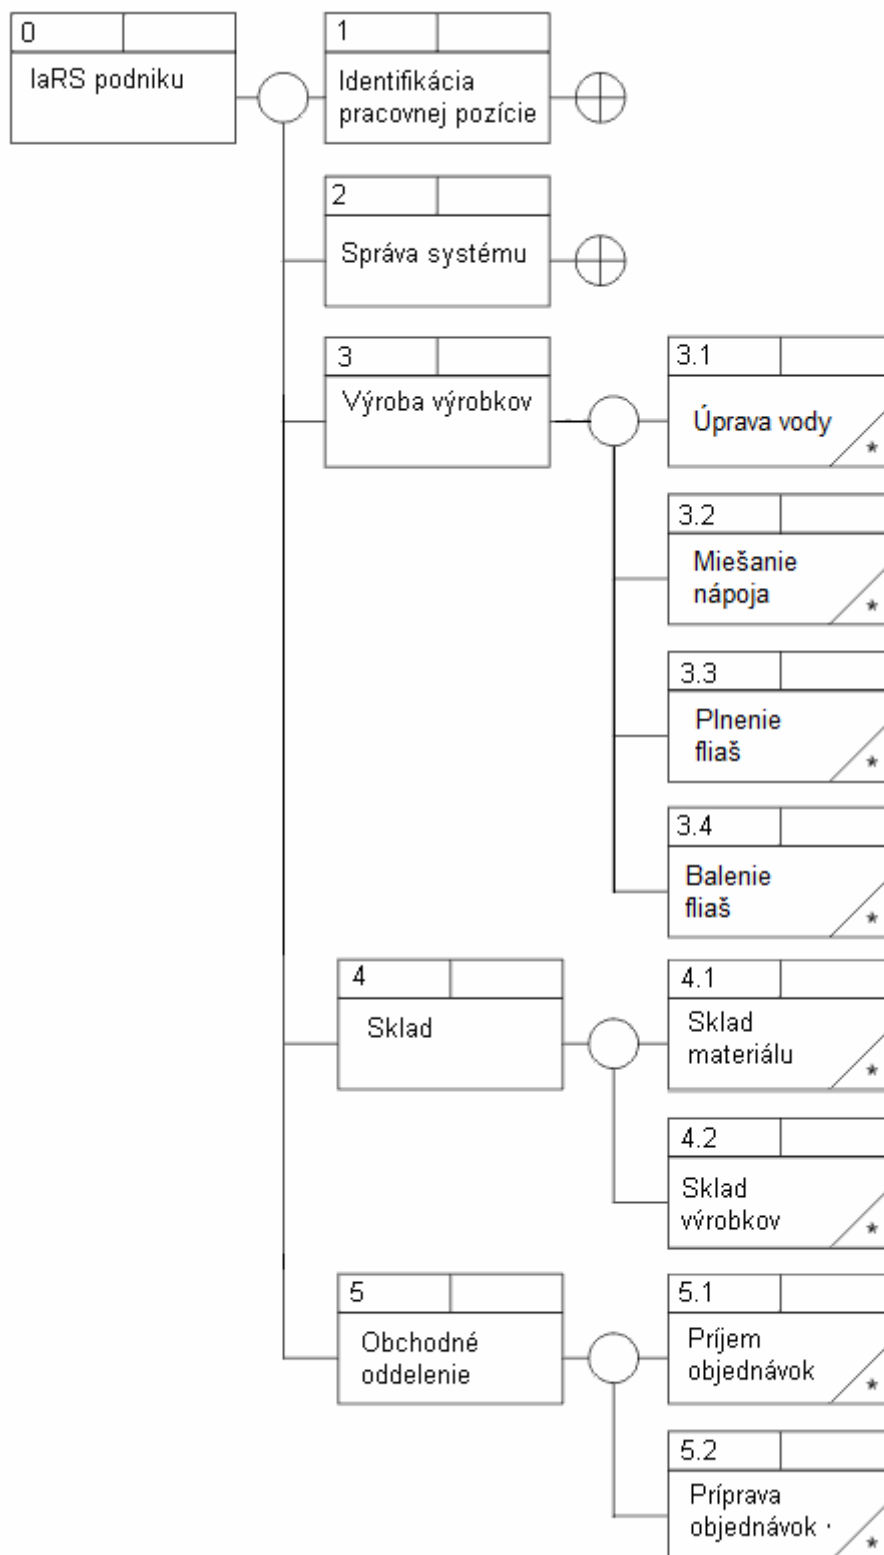 0
IaRS podniku
1
Identifikácia
pracovnej pozície
2
Správa systému
3
Výroba výrobkov
3.1
Úprava vody
*
3.2
Miešanie
nápoja
*
3.3
Plnenie
fliaš
*
3.4
Balenie
fliaš
*
4
Sklad
4.1
Sklad
materiálu
*
4.2
Sklad
výrobkov
*
5
Obchodné
oddelenie
5.1
Príjem
objednávok
*
5.2
Príprava
objednávok
*